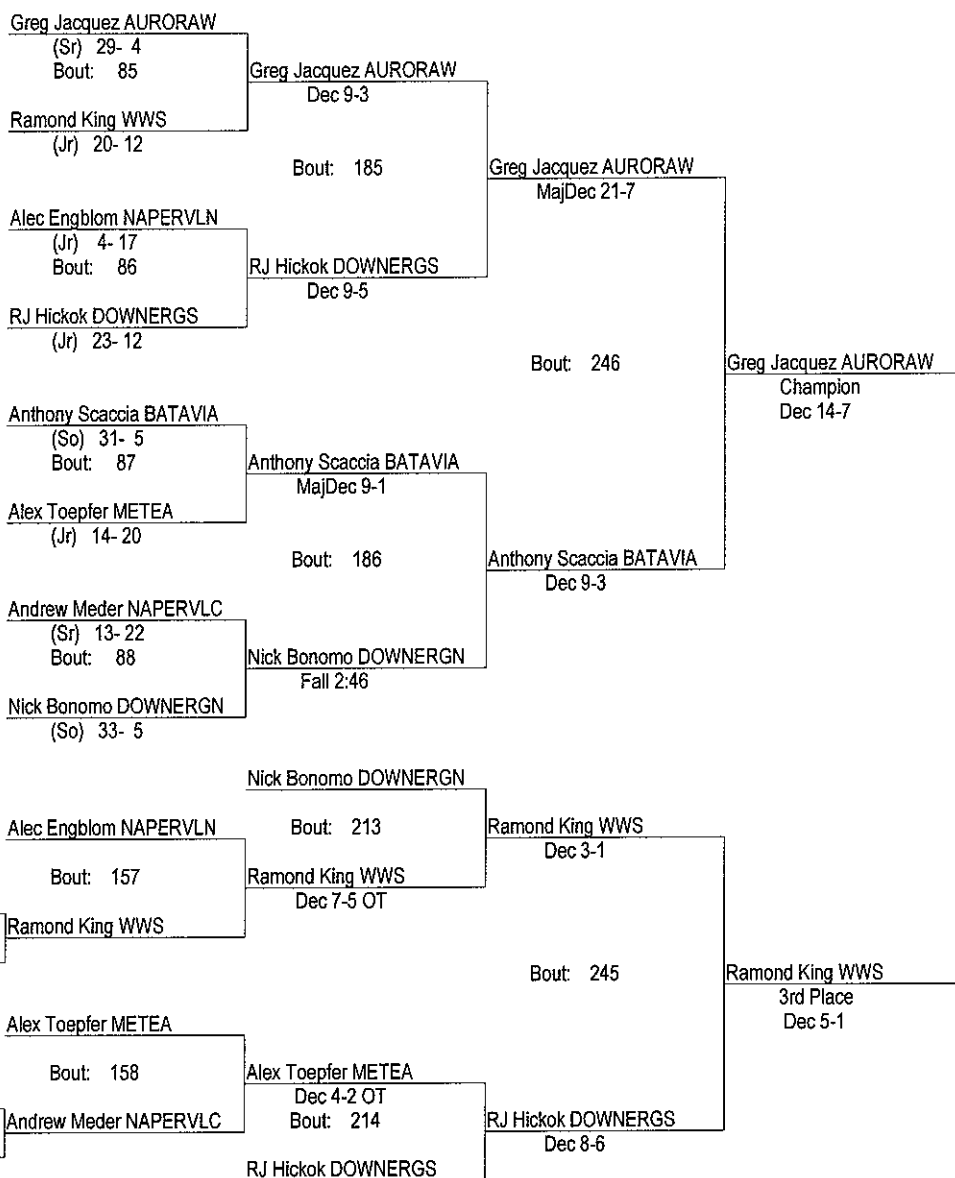 Greg Jacquez AURORAW
(Sr) 29- 4
Bout: 85
Greg Jacquez AURORAW
Dec 9-3
Ramond King WWS
(Jr) 20- 12
Bout: 185
Greg Jacquez AURORAW
MajDec 21-7
Alec Engblom NAPERVLN
(Jr) 4- 17
Bout: 86
RJ Hickok DOWNERGS
Dec 9-5
RJ Hickok DOWNERGS
(Jr) 23- 12
Bout: 246
Greg Jacquez AURORAW
Champion
Dec 14-7
Anthony Scaccia BATAVIA
(So) 31- 5
Bout: 87
Anthony Scaccia BATAVIA
MajDec 9-1
Alex Toepfer METEA
(Jr) 14- 20
Bout: 186
Anthony Scaccia BATAVIA
Dec 9-3
Andrew Meder NAPERVLC
(Sr) 13- 22
Bout: 88
Nick Bonomo DOWNERGN
Fall 2:46
Nick Bonomo DOWNERGN
(So) 33- 5
Nick Bonomo DOWNERGN
Alec Engblom NAPERVLN
Bout: 213
Ramond King WWS
Dec 3-1
Bout: 157
Ramond King WWS
Dec 7-5 OT
Ramond King WWS
Bout: 245
Ramond King WWS
3rd Place
Dec 5-1
Alex Toepfer METEA
Bout: 158
Alex Toepfer METEA
Dec 4-2 OT
Bout: 214
Andrew Meder NAPERVLC
RJ Hickok DOWNERGS
Dec 8-6
RJ Hickok DOWNERGS